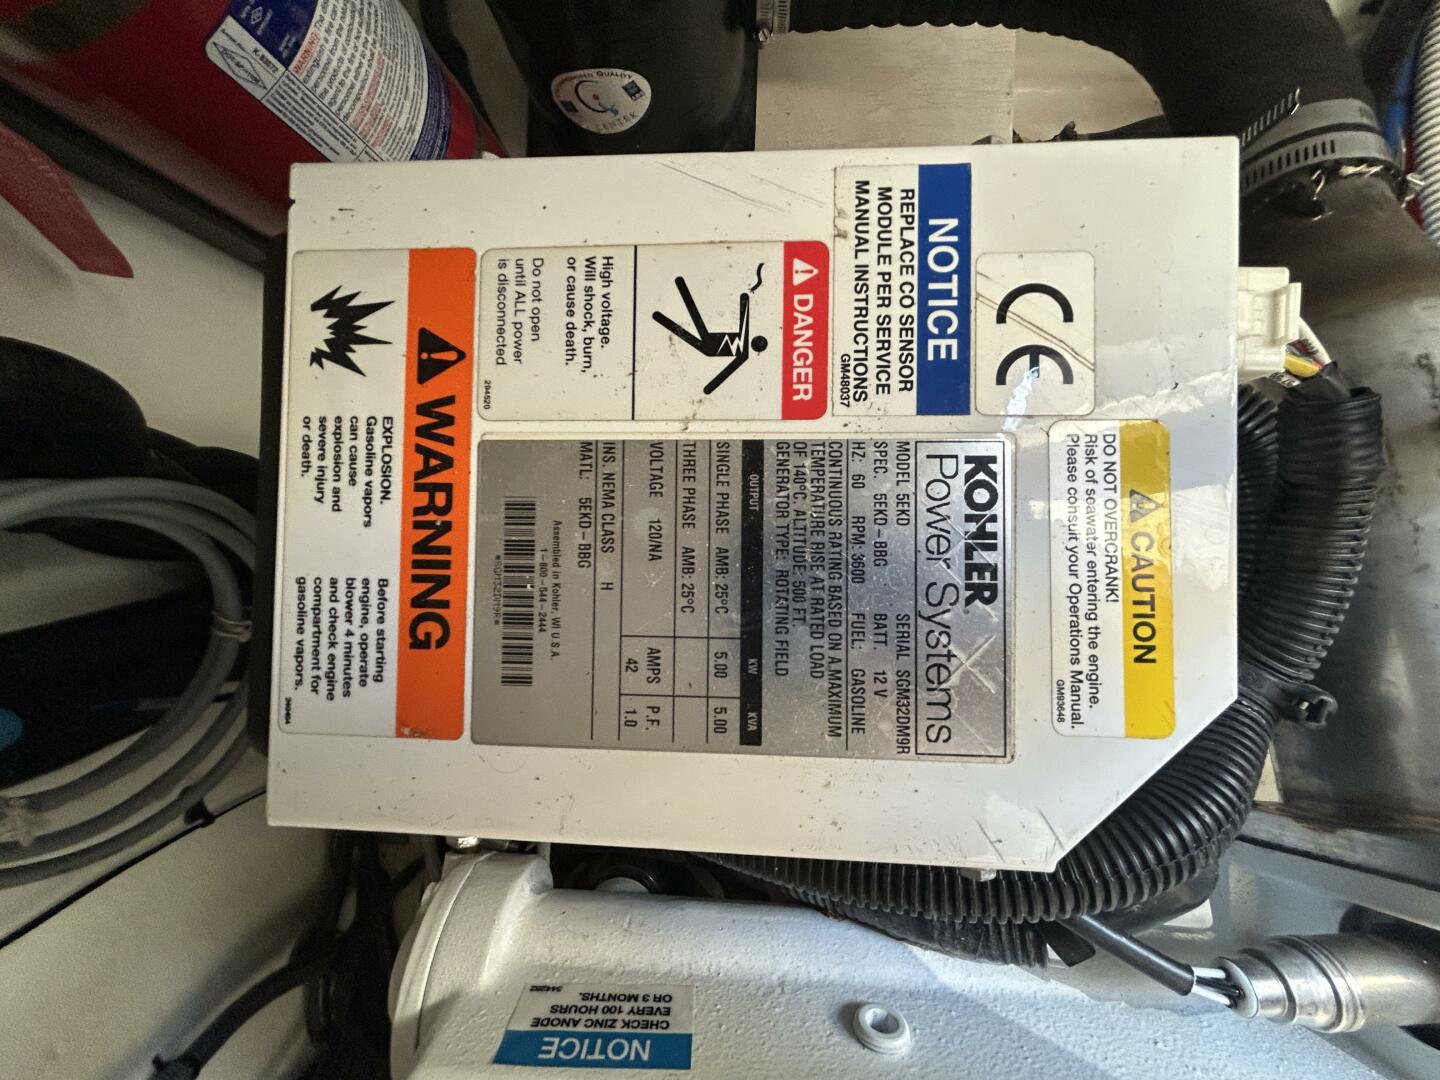 NOTICE
REPLACE CO SENSOR
MODULE PER SERVICE
MANUAL INSTRUCTIONS
GM48037
CE
CAUTION
DO NOT OVERCRANK!
Risk of seawater entering the engine.
Please consult your Operations Manual.
GM93648
DANGER
High voltage.
Will shock, burn,
or cause death.
Do not open
until ALL power
is disconnected
294520
KOHLER
Power Systems
MODEL 5EKD SERIAL SGM32DM9R
SPEC. 5EKD-BBG BATT. 12 V
HZ: 60 RPM: 3600 FUEL: GASOLINE
CONTINUOUS RATING BASED ON A MAXIMUM
TEMPERATURE RISE AT RATED LOAD
OF 140°C. ALTITUDE: 500 FT.
GENERATOR TYPE: ROTATING FIELD
OUTPUT KW KVA
SINGLE PHASE AMB: 25°C 5.00 5.00
THREE PHASE AMB: 25°C
VOLTAGE 120/NA AMPS P.F.
42 1.0
INS. NEMA CLASS H
MATL: 5EKD-BBG
Assembled in Kohler, WI U.S.A.
1-800-544-2444
*SGM32DM9R*
WARNING
EXPLOSION.
Gasoline vapors
can cause
explosion and
severe injury
or death.
Before starting
engine, operate
blower 4 minutes
and check engine
compartment for
gasoline vapors.
NOTICE
CHECK ZINC ANODE
EVERY 100 HOURS
OR 3 MONTHS.
344282
QUALITY
CENTEK
WARNING: